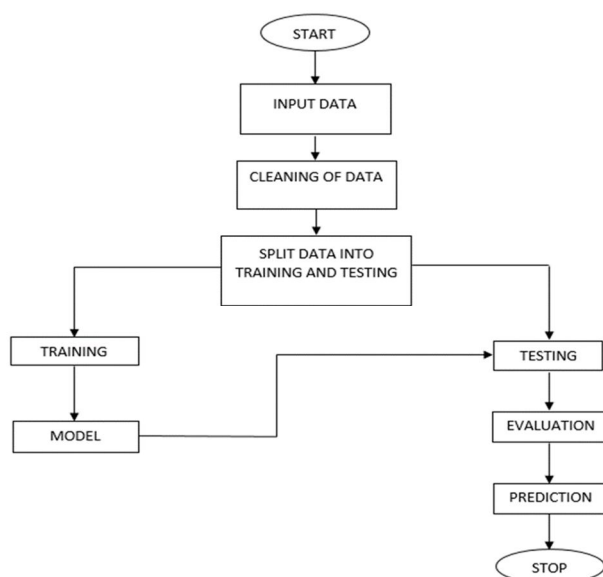 START
INPUT DATA
CLEANING OF DATA
SPLIT DATA INTO
TRAINING AND TESTING
TRAINING
TESTING
MODEL
EVALUATION
PREDICTION
STOP